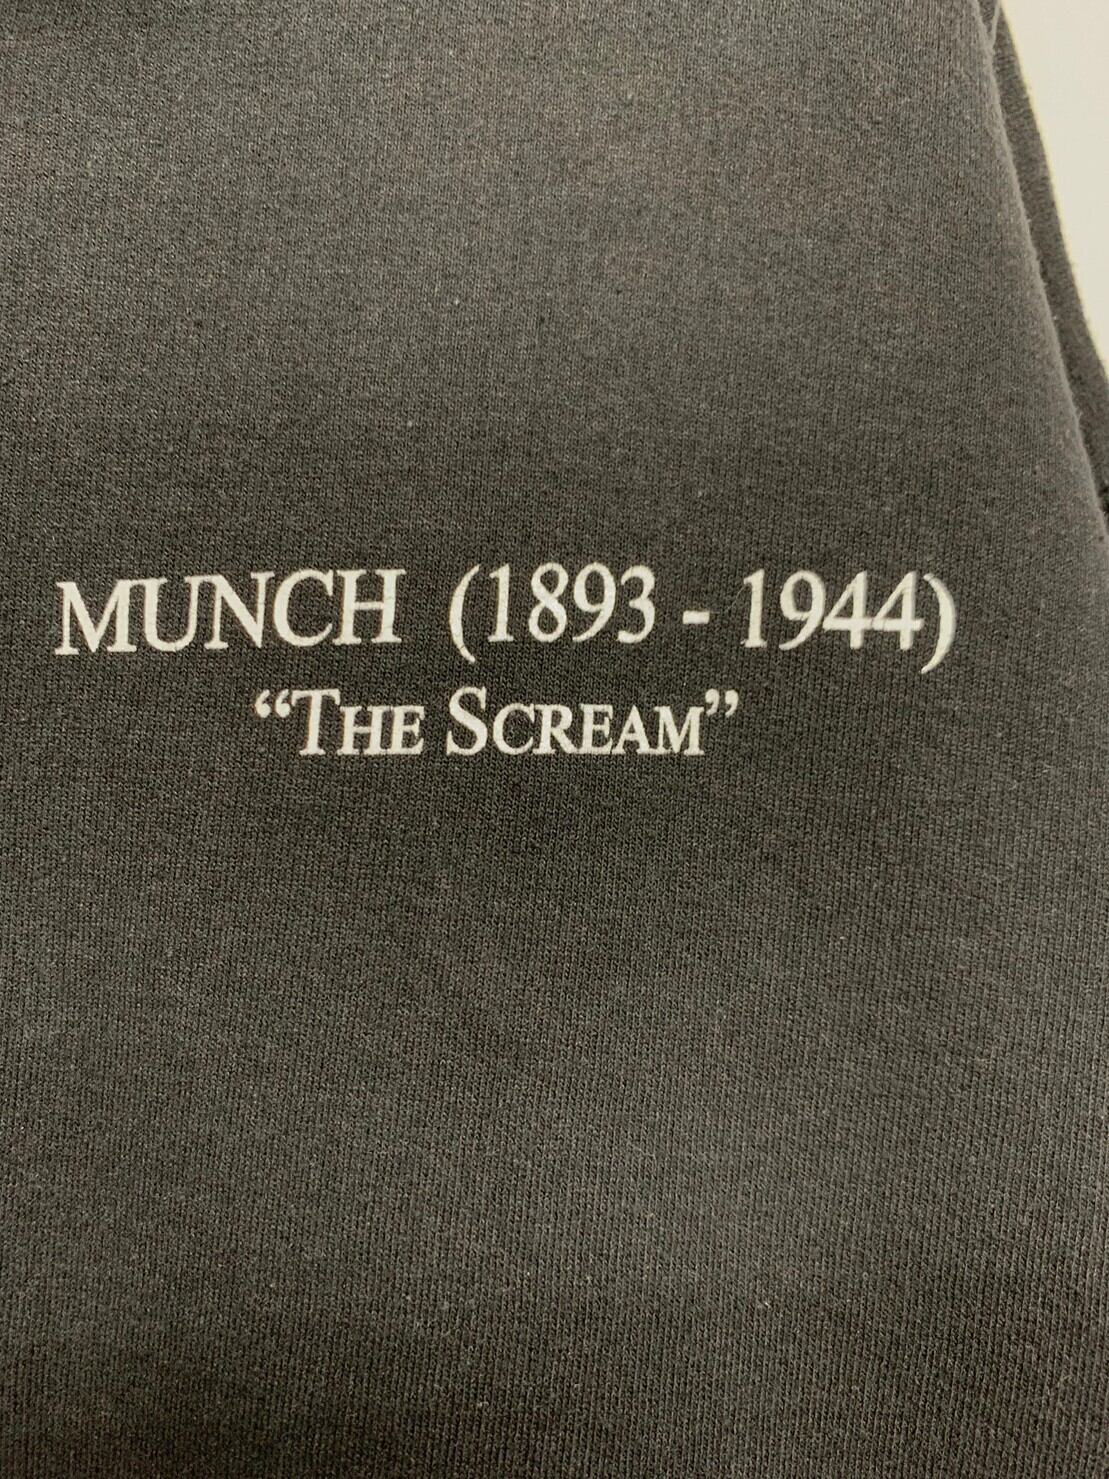 MUNCH (1893 - 1944)
“THE SCREAM”